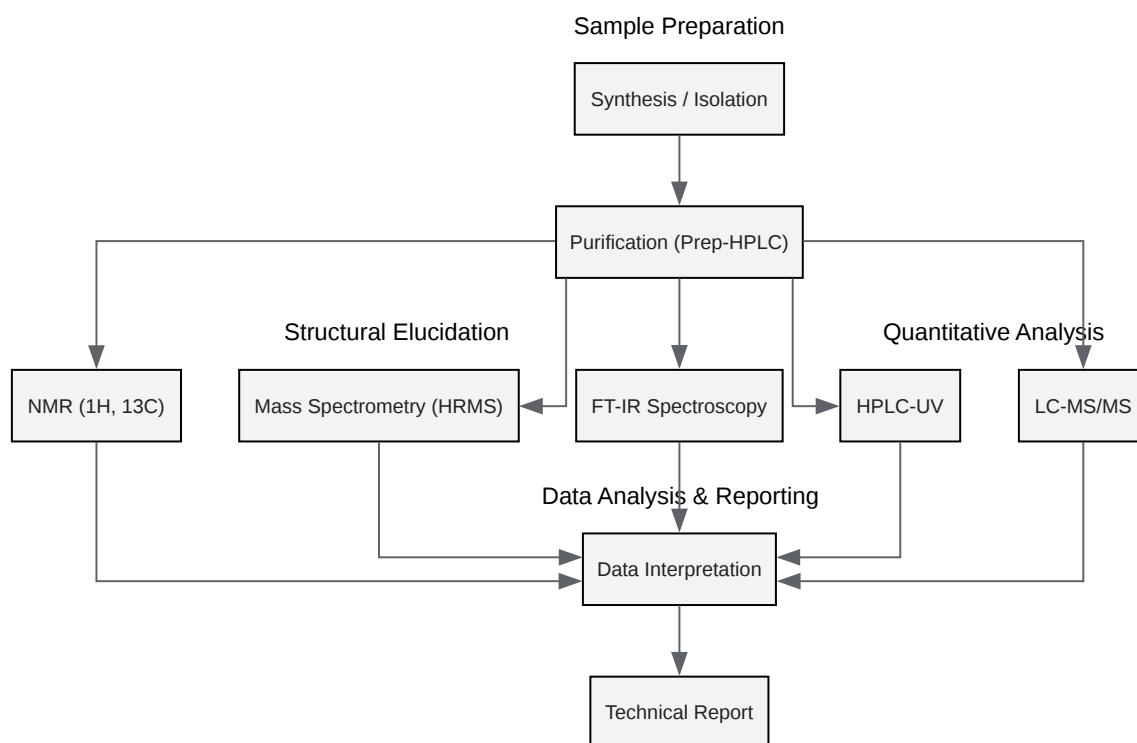 Sample Preparation
Synthesis / Isolation
Purification (Prep-HPLC)
Structural Elucidation
Quantitative Analysis
NMR (1H, 13C)
Mass Spectrometry (HRMS)
FT-IR Spectroscopy
HPLC-UV
LC-MS/MS
Data Analysis & Reporting
Data Interpretation
Technical Report